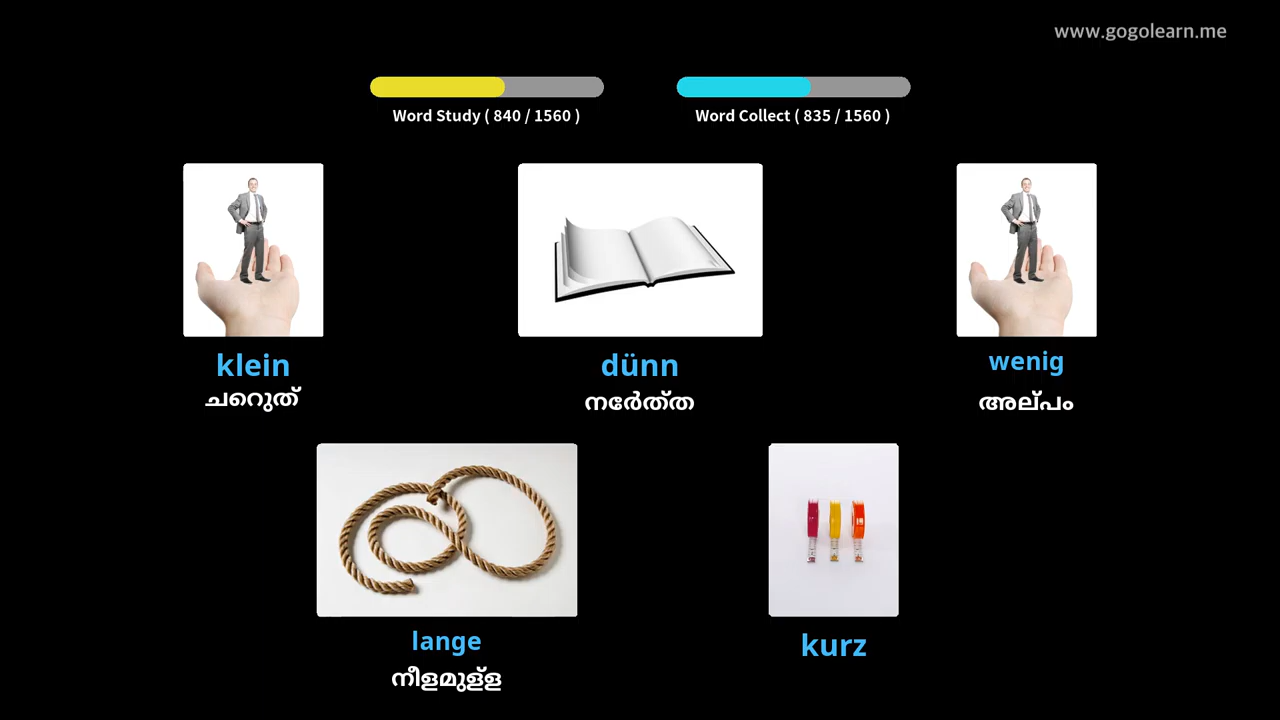 www.gogolearn.me
Word Study ( 840 / 1560 )
Word Collect ( 835 / 1560 )
klein
ചെറുത്
dünn
നേർത്ത
wenig
അല്പം
lange
നീളമുള്ള
kurz